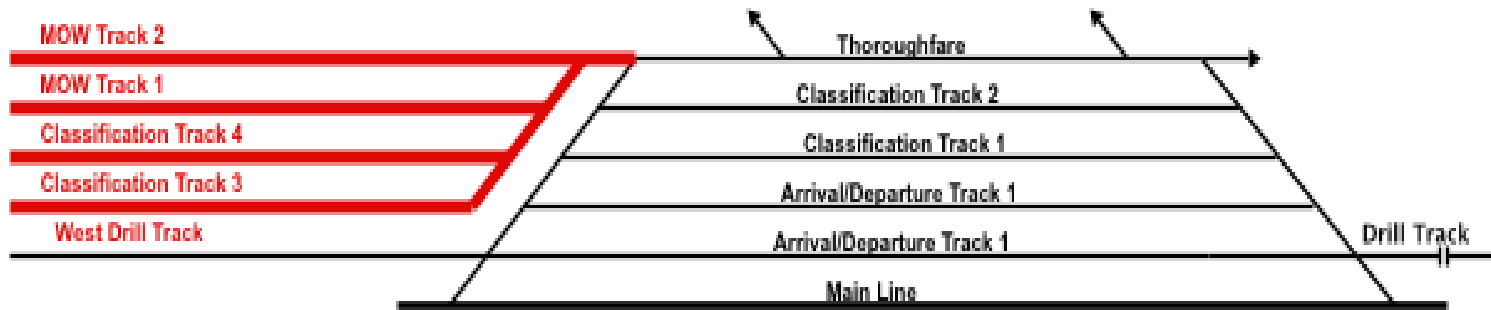 MOW Track 2
Thoroughfare
MOW Track 1
Classification Track 2
Classification Track 4
Classification Track 1
Classification Track 3
Arrival/Departure Track 1
West Drill Track
Arrival/Departure Track 1
Drill Track
Main Line